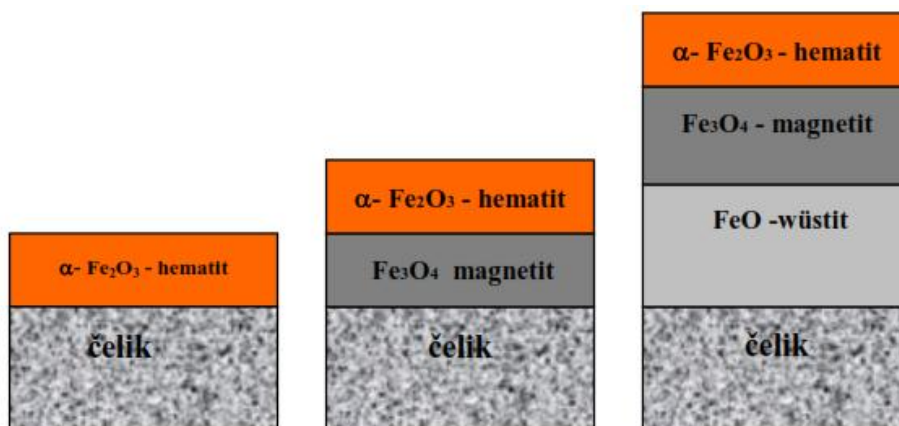 α- Fe₂O₃ - hematit
čelik
α- Fe₂O₃ - hematit
Fe₃O₄ magnetit
čelik
α- Fe₂O₃ - hematit
Fe₃O₄ - magnetit
FeO -wüstit
čelik